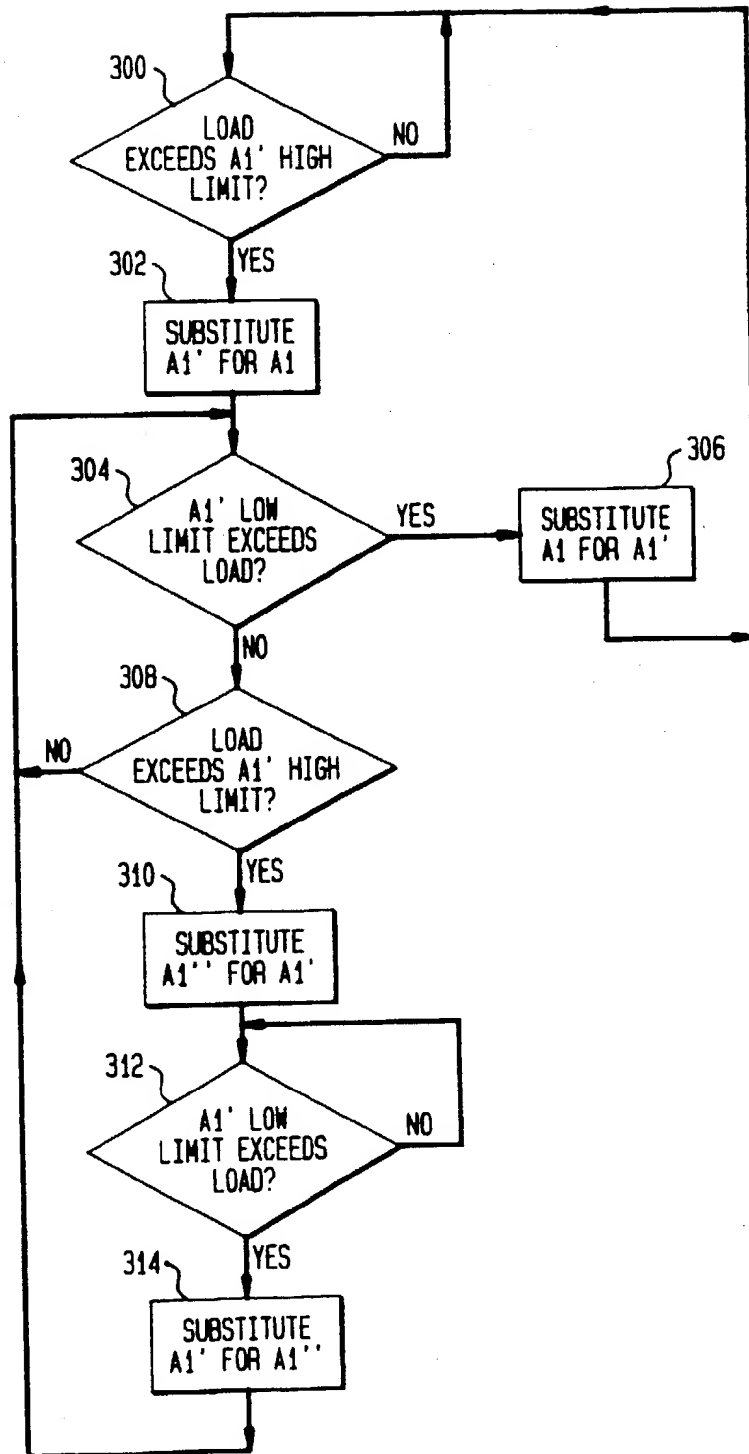 300
LOAD
EXCEEDS A1' HIGH
LIMIT?
NO
YES
302
SUBSTITUTE
A1' FOR A1
304
A1' LOW
LIMIT EXCEEDS
LOAD?
YES
306
SUBSTITUTE
A1 FOR A1'
NO
308
LOAD
EXCEEDS A1' HIGH
LIMIT?
NO
YES
310
SUBSTITUTE
A1'' FOR A1'
312
A1' LOW
LIMIT EXCEEDS
LOAD?
NO
YES
314
SUBSTITUTE
A1' FOR A1''